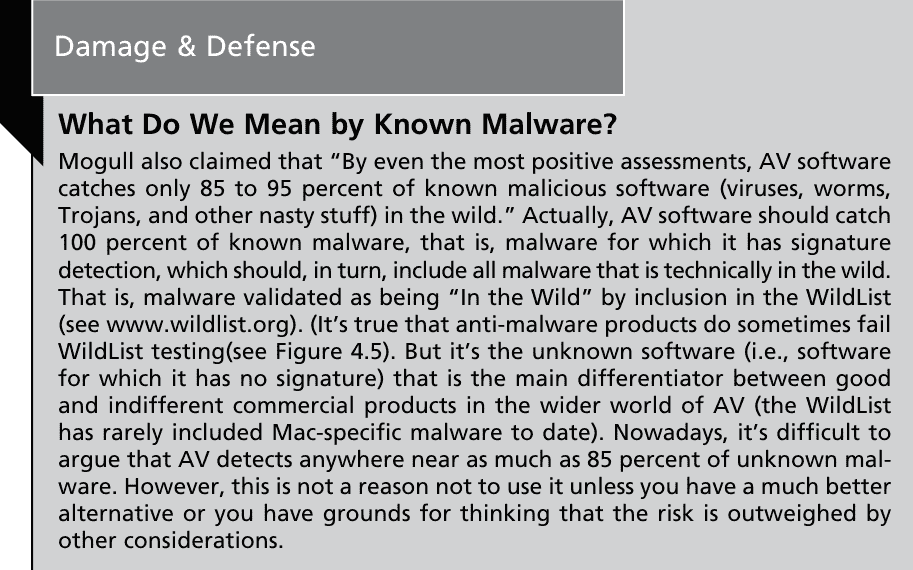 Damage & Defense
What Do We Mean by Known Malware?
Mogull also claimed that “By even the most positive assessments, AV software
catches only 85 to 95 percent of known malicious software (viruses, worms,
Trojans, and other nasty stuff) in the wild.” Actually, AV software should catch
100 percent of known malware, that is, malware for which it has signature
detection, which should, in turn, include all malware that is technically in the wild.
That is, malware validated as being “In the Wild” by inclusion in the WildList
(see www.wildlist.org). (It’s true that anti-malware products do sometimes fail
WildList testing(see Figure 4.5). But it’s the unknown software (i.e., software
for which it has no signature) that is the main differentiator between good
and indifferent commercial products in the wider world of AV (the WildList
has rarely included Mac-specific malware to date). Nowadays, it’s difficult to
argue that AV detects anywhere near as much as 85 percent of unknown mal-
ware. However, this is not a reason not to use it unless you have a much better
alternative or you have grounds for thinking that the risk is outweighed by
other considerations.